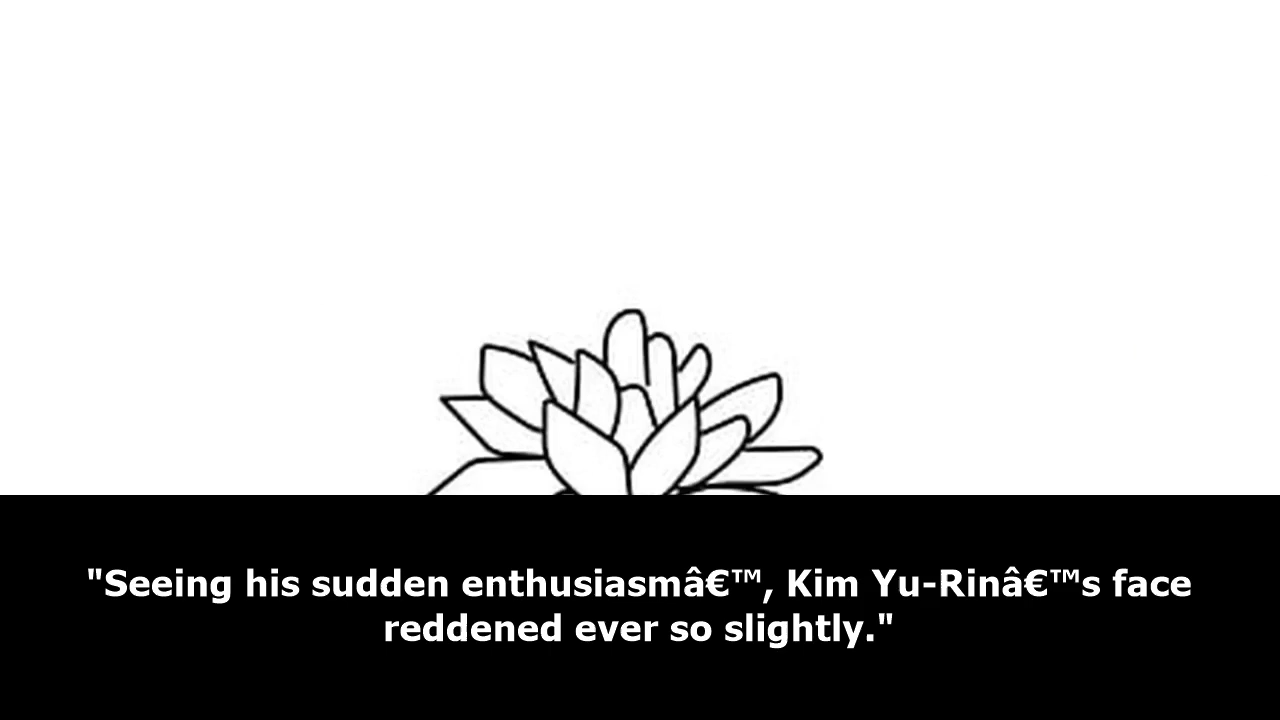 "Seeing his sudden enthusiasmâ€™, Kim Yu-Rinâ€™s face
reddened ever so slightly."